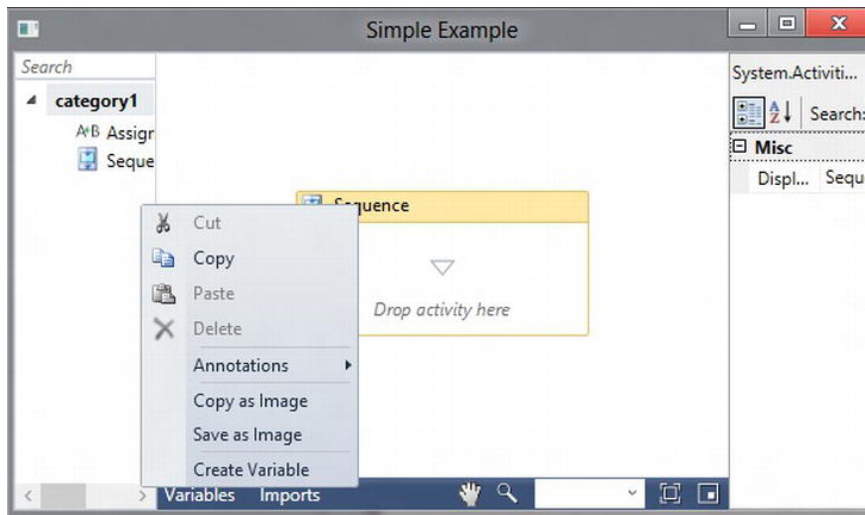 Simple Example
Search
category1
A+B Assigr
Seque
Sequence
Drop activity here
Cut
Copy
Paste
Delete
Annotations
Copy as Image
Save as Image
Create Variable
Variables Imports
System.Activiti...
A Z Search:
Misc
Displ... Sequ